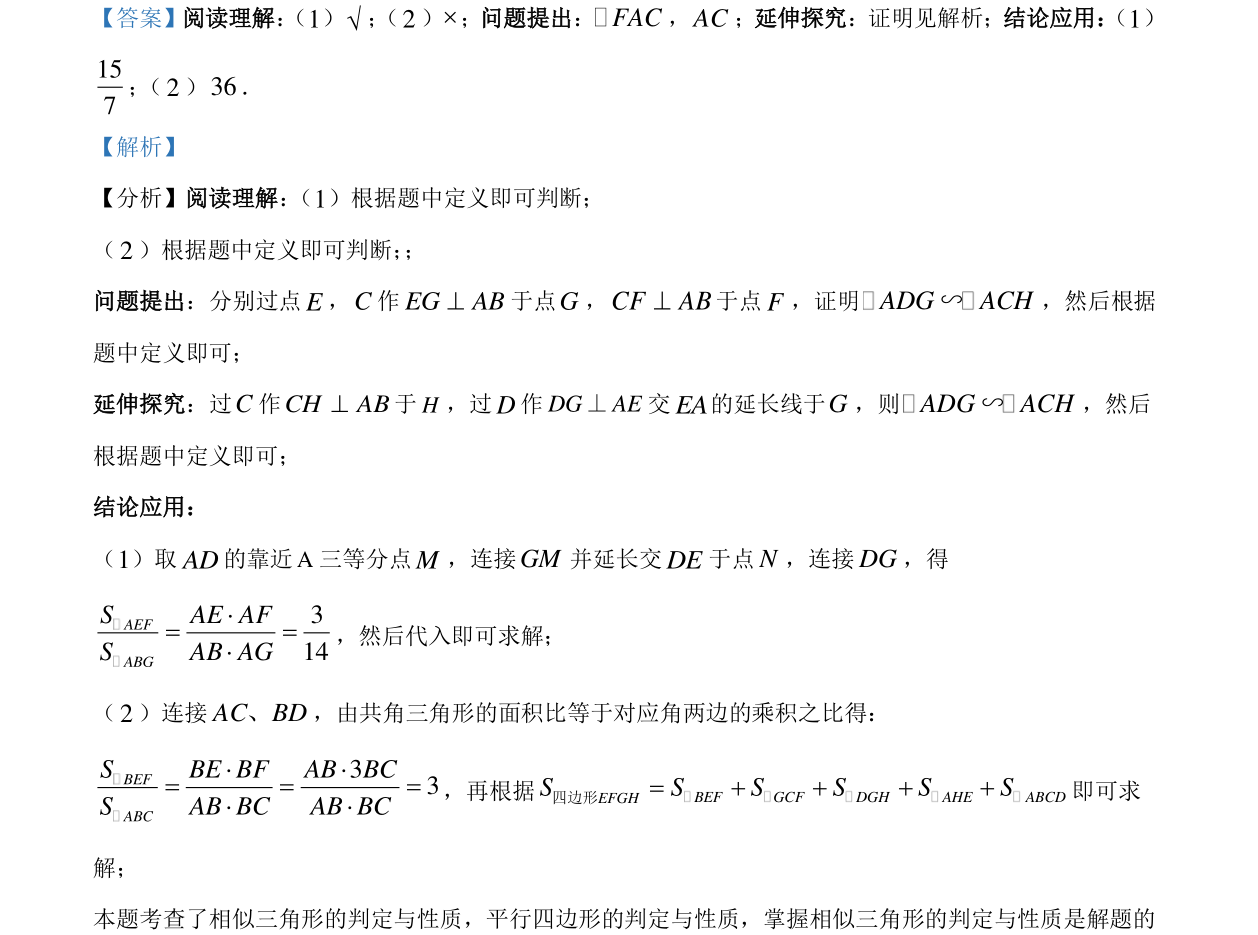 【答案】阅读理解：（1）√；（2）×；问题提出：□FAC，AC；延伸探究：证明见解析；结论应用：（1）
15/7；（2）36．
【解析】
【分析】阅读理解：（1）根据题中定义即可判断；
（2）根据题中定义即可判断；；
问题提出：分别过点E，C作EG⊥AB于点G，CF⊥AB于点F，证明□ADG∽□ACH，然后根据
题中定义即可；
延伸探究：过C作CH⊥AB于H，过D作DG⊥AE交EA的延长线于G，则□ADG∽□ACH，然后
根据题中定义即可；
结论应用：
（1）取AD的靠近A三等分点M，连接GM并延长交DE于点N，连接DG，得
S□AEF/S□ABG=AE·AF/AB·AG=3/14，然后代入即可求解；
（2）连接AC、BD，由共角三角形的面积比等于对应角两边的乘积之比得：
S□BEF/S□ABC=BE·BF/AB·BC=AB·3BC/AB·BC=3，再根据S四边形EFGH=S□BEF+S□GCF+S□DGH+S□AHE+S□ABCD即可求
解；
本题考查了相似三角形的判定与性质，平行四边形的判定与性质，掌握相似三角形的判定与性质是解题的